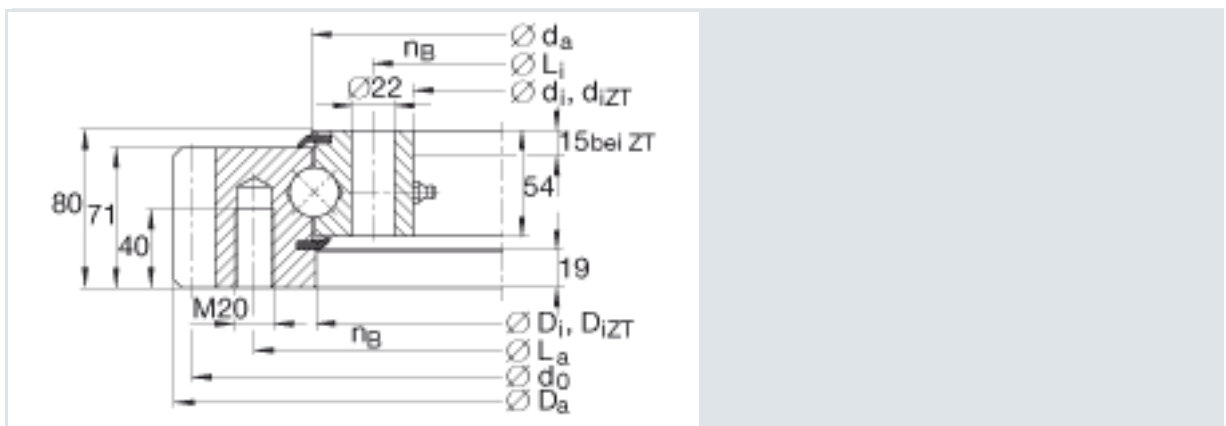 ∅ da
nB
∅ Li
∅22
∅ di, diZT
15bei ZT
80
71
54
40
19
M20
∅ Di, DiZT
nB
∅ La
∅ d0
∅ Da